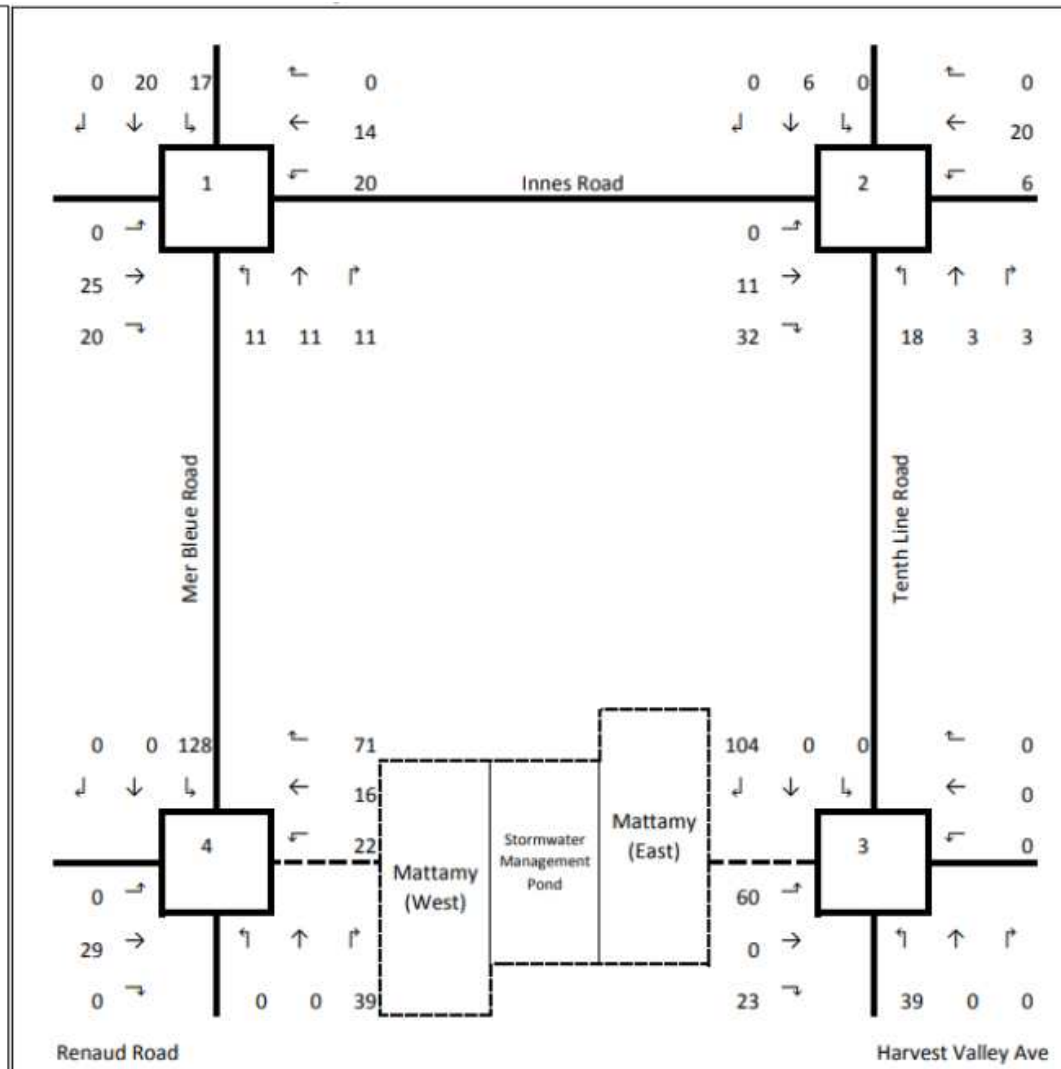 0 20 17 0 0 6 0 0
14 20
1 20 Innes Road 2 6
0 0
25 11
20 11 11 11 32 18 3 3
Mer Bleue Road
Tenth Line Road
0 0 128 71 104 0 0 0
16 0
4 22 3 0
Mattamy
(West)
Stormwater
Management
Pond
Mattamy
(East)
0 60
29 0
0 0 0 39 23 39 0 0
Renaud Road Harvest Valley Ave